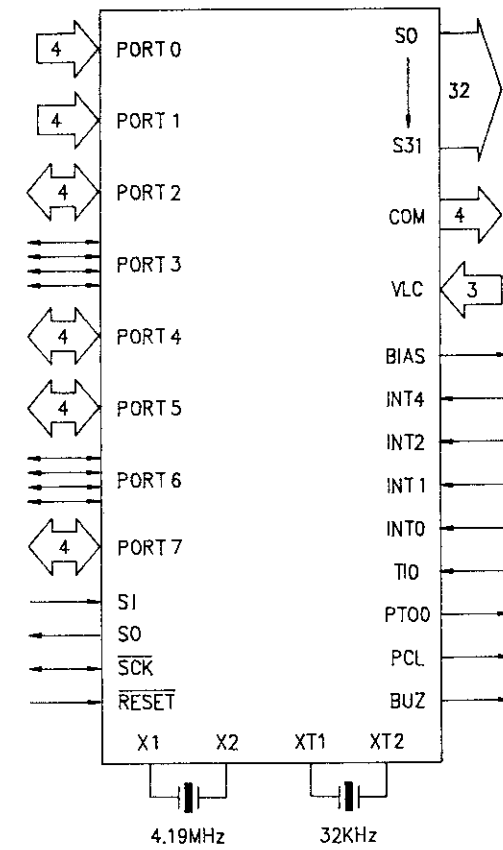 4 PORT 0
4 PORT 1
4 PORT 2
PORT 3
4 PORT 4
4 PORT 5
PORT 6
4 PORT 7
SI
SO
SCK
RESET
S0
32
S31
COM 4
VLC 3
BIAS
INT4
INT2
INT1
INT0
TI0
PTO0
PCL
BUZ
X1 X2 XT1 XT2
4.19MHz 32KHz